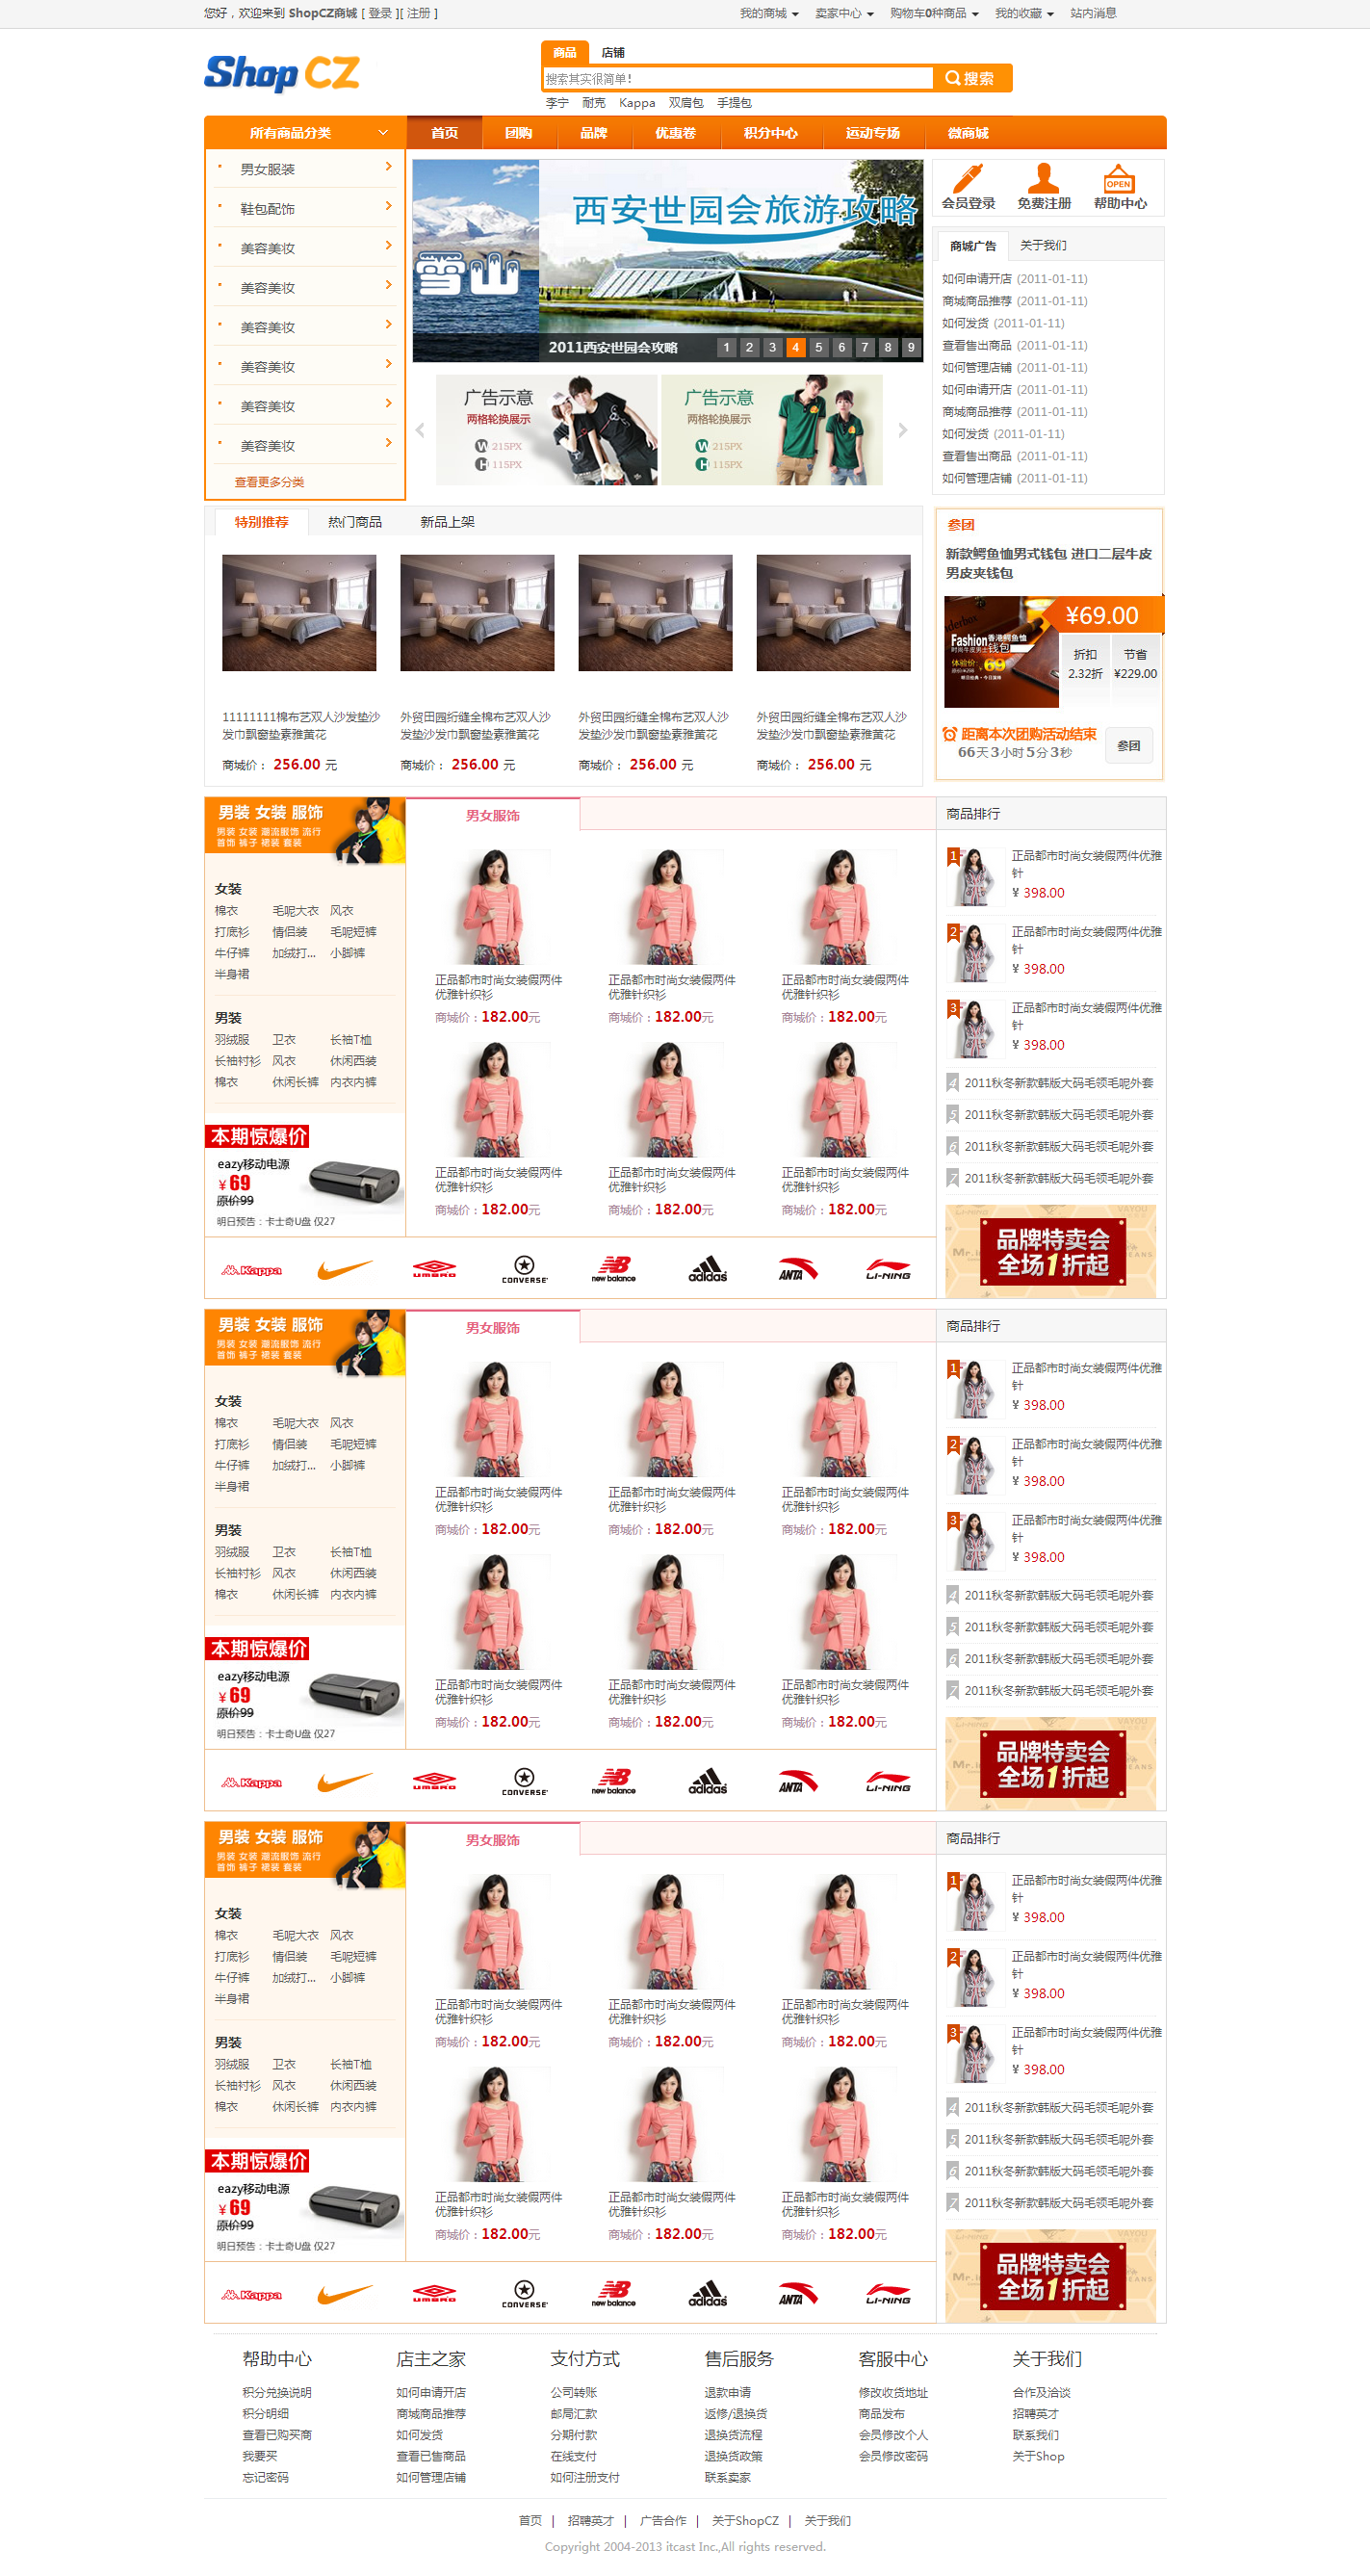 您好，欢迎来到 ShopCZ商城 [ 登录 ][ 注册 ]
我的商城 卖家中心 购物车0种商品 我的收藏 站内消息
Shop CZ
商品 店铺
搜索其实很简单!
搜索
李宁 耐克 Kappa 双肩包 手提包
所有商品分类 首页 团购 品牌 优惠卷 积分中心 运动专场 微商城
男女服装
鞋包配饰
美容美妆
美容美妆
美容美妆
美容美妆
美容美妆
美容美妆
查看更多分类
雪山
西安世园会旅游攻略
2011西安世园会攻略 1 2 3 4 5 6 7 8 9
广告示意
两格轮换展示
W 215PX
H 115PX
广告示意
两格轮换展示
W 215PX
H 115PX
OPEN
会员登录 免费注册 帮助中心
商城广告 关于我们
如何申请开店 (2011-01-11)
商城商品推荐 (2011-01-11)
如何发货 (2011-01-11)
查看售出商品 (2011-01-11)
如何管理店铺 (2011-01-11)
如何申请开店 (2011-01-11)
商城商品推荐 (2011-01-11)
如何发货 (2011-01-11)
查看售出商品 (2011-01-11)
如何管理店铺 (2011-01-11)
特别推荐 热门商品 新品上架
11111111棉布艺双人沙发垫沙
发巾飘窗垫素雅黄花
商城价： 256.00 元
外贸田园绗缝全棉布艺双人沙
发垫沙发巾飘窗垫素雅黄花
商城价： 256.00 元
外贸田园绗缝全棉布艺双人沙
发垫沙发巾飘窗垫素雅黄花
商城价： 256.00 元
外贸田园绗缝全棉布艺双人沙
发垫沙发巾飘窗垫素雅黄花
商城价： 256.00 元
参团
新款鳄鱼恤男式钱包 进口二层牛皮
男皮夹钱包
derbox
Fashion 香港鳄鱼恤
时尚牛皮男士钱包
体验价: 69
¥69.00
折扣 节省
2.32折 ¥229.00
距离本次团购活动结束
66天3小时5分3秒
参团
男装 女装 服饰
男装 女装 潮流服饰 流行
首饰 裤子 裙装 套装
女装
棉衣 毛呢大衣 风衣
打底衫 情侣装 毛呢短裤
牛仔裤 加绒打... 小脚裤
半身裙
男装
羽绒服 卫衣 长袖T恤
长袖衬衫 风衣 休闲西装
棉衣 休闲长裤 内衣内裤
本期惊爆价
eazy移动电源
¥69
原价99
明日预告：卡士奇U盘 仅27
男女服饰
正品都市时尚女装假两件 正品都市时尚女装假两件 正品都市时尚女装假两件
优雅针织衫 优雅针织衫 优雅针织衫
商城价：182.00元 商城价：182.00元 商城价：182.00元
正品都市时尚女装假两件 正品都市时尚女装假两件 正品都市时尚女装假两件
优雅针织衫 优雅针织衫 优雅针织衫
商城价：182.00元 商城价：182.00元 商城价：182.00元
Kappa UMBRO CONVERSE NB new balance adidas ANTA LI-NING
商品排行
1 正品都市时尚女装假两件优雅
针
¥ 398.00
2 正品都市时尚女装假两件优雅
针
¥ 398.00
3 正品都市时尚女装假两件优雅
针
¥ 398.00
4 2011秋冬新款韩版大码毛领毛呢外套
5 2011秋冬新款韩版大码毛领毛呢外套
6 2011秋冬新款韩版大码毛领毛呢外套
7 2011秋冬新款韩版大码毛领毛呢外套
品牌特卖会
全场1折起
男装 女装 服饰
男装 女装 潮流服饰 流行
首饰 裤子 裙装 套装
女装
棉衣 毛呢大衣 风衣
打底衫 情侣装 毛呢短裤
牛仔裤 加绒打... 小脚裤
半身裙
男装
羽绒服 卫衣 长袖T恤
长袖衬衫 风衣 休闲西装
棉衣 休闲长裤 内衣内裤
本期惊爆价
eazy移动电源
¥69
原价99
明日预告：卡士奇U盘 仅27
男女服饰
正品都市时尚女装假两件 正品都市时尚女装假两件 正品都市时尚女装假两件
优雅针织衫 优雅针织衫 优雅针织衫
商城价：182.00元 商城价：182.00元 商城价：182.00元
正品都市时尚女装假两件 正品都市时尚女装假两件 正品都市时尚女装假两件
优雅针织衫 优雅针织衫 优雅针织衫
商城价：182.00元 商城价：182.00元 商城价：182.00元
Kappa UMBRO CONVERSE NB new balance adidas ANTA LI-NING
商品排行
1 正品都市时尚女装假两件优雅
针
¥ 398.00
2 正品都市时尚女装假两件优雅
针
¥ 398.00
3 正品都市时尚女装假两件优雅
针
¥ 398.00
4 2011秋冬新款韩版大码毛领毛呢外套
5 2011秋冬新款韩版大码毛领毛呢外套
6 2011秋冬新款韩版大码毛领毛呢外套
7 2011秋冬新款韩版大码毛领毛呢外套
品牌特卖会
全场1折起
男装 女装 服饰
男装 女装 潮流服饰 流行
首饰 裤子 裙装 套装
女装
棉衣 毛呢大衣 风衣
打底衫 情侣装 毛呢短裤
牛仔裤 加绒打... 小脚裤
半身裙
男装
羽绒服 卫衣 长袖T恤
长袖衬衫 风衣 休闲西装
棉衣 休闲长裤 内衣内裤
本期惊爆价
eazy移动电源
¥69
原价99
明日预告：卡士奇U盘 仅27
男女服饰
正品都市时尚女装假两件 正品都市时尚女装假两件 正品都市时尚女装假两件
优雅针织衫 优雅针织衫 优雅针织衫
商城价：182.00元 商城价：182.00元 商城价：182.00元
正品都市时尚女装假两件 正品都市时尚女装假两件 正品都市时尚女装假两件
优雅针织衫 优雅针织衫 优雅针织衫
商城价：182.00元 商城价：182.00元 商城价：182.00元
Kappa UMBRO CONVERSE NB new balance adidas ANTA LI-NING
商品排行
1 正品都市时尚女装假两件优雅
针
¥ 398.00
2 正品都市时尚女装假两件优雅
针
¥ 398.00
3 正品都市时尚女装假两件优雅
针
¥ 398.00
4 2011秋冬新款韩版大码毛领毛呢外套
5 2011秋冬新款韩版大码毛领毛呢外套
6 2011秋冬新款韩版大码毛领毛呢外套
7 2011秋冬新款韩版大码毛领毛呢外套
品牌特卖会
全场1折起
帮助中心 店主之家 支付方式 售后服务 客服中心 关于我们
积分兑换说明 如何申请开店 公司转账 退款申请 修改收货地址 合作及洽谈
积分明细 商城商品推荐 邮局汇款 返修/退换货 商品发布 招聘英才
查看已购买商 如何发货 分期付款 退换货流程 会员修改个人 联系我们
我要买 查看已售商品 在线支付 退换货政策 会员修改密码 关于Shop
忘记密码 如何管理店铺 如何注册支付 联系卖家
首页 | 招聘英才 | 广告合作 | 关于ShopCZ | 关于我们
Copyright 2004-2013 itcast Inc.,All rights reserved.